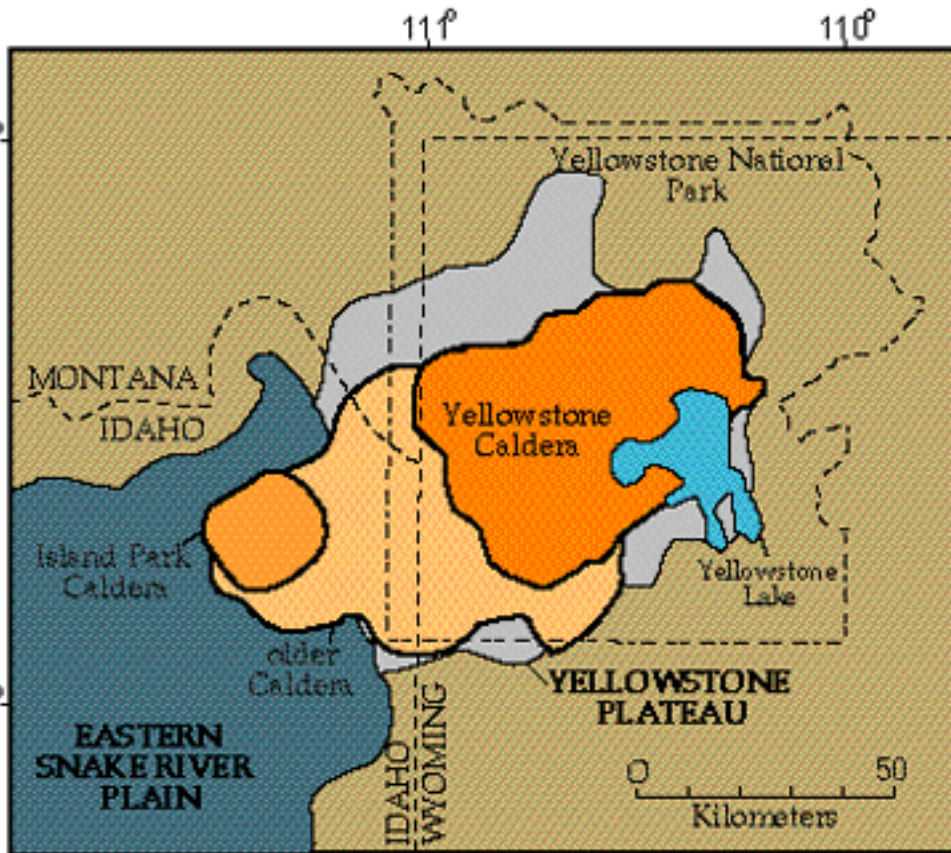 111°
110°
Yellowstone National
Park
MONTANA
IDAHO
Yellowstone
Caldera
Island Park
Caldera
Yellowstone
Lake
older
Caldera
YELLOWSTONE
PLATEAU
EASTERN
SNAKE RIVER
PLAIN
IDAHO
WYOMING
0 50
Kilometers